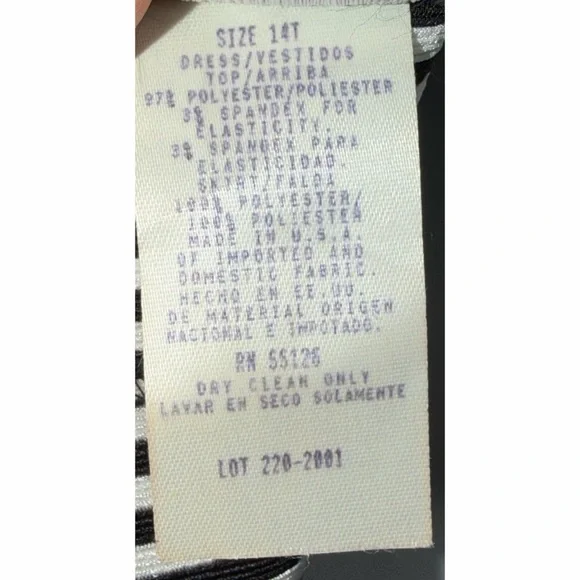 SIZE 14T
DRESS/VESTIDOS
TOP/ARRIBA
97% POLYESTER/POLIESTER
3% SPANDEX FOR
ELASTICITY.
3% SPANDEX PARA
ELASTICIDAD.
SKIRT/FALDA
100% POLYESTER/
100% POLIESTER
MADE IN U.S.A.
OF IMPORTED AND
DOMESTIC FABRIC.
HECHO EN EE.UU.
DE MATERIAL ORIGEN
NACIONAL E IMPOTADO.
RN 55126
DRY CLEAN ONLY
LAVAR EN SECO SOLAMENTE
LOT 220-2001